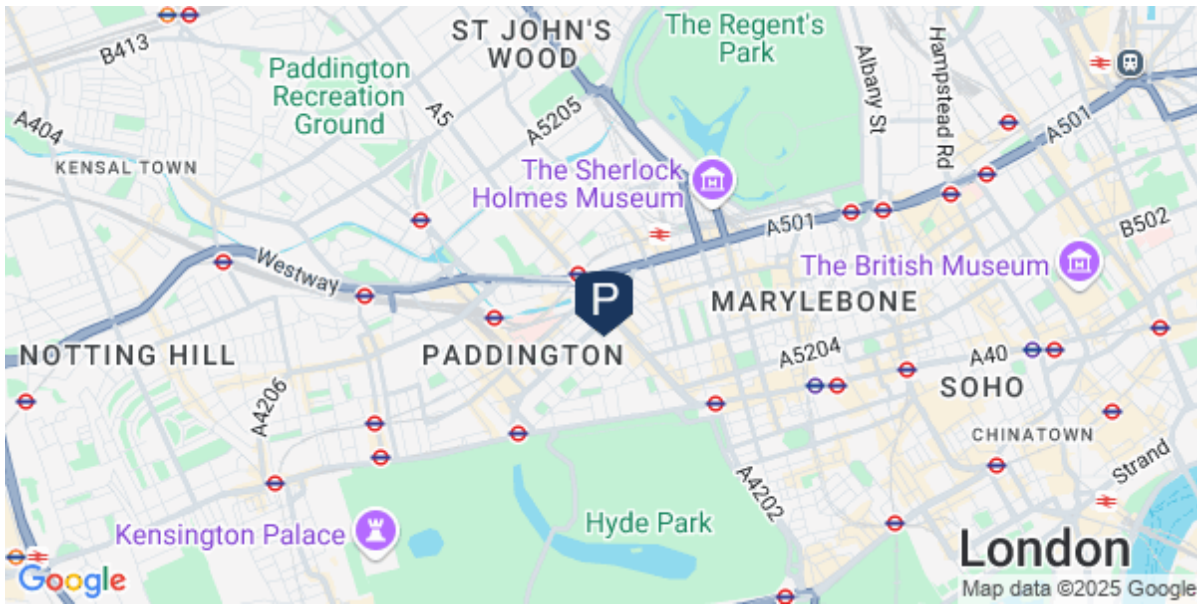 ST JOHN'S
WOOD
The Regent's
Park
B413
Paddington
Recreation
Ground
A5
A5205
Albany St
Hampstead Rd
A501
A404
KENSAL TOWN
The Sherlock
Holmes Museum
A501
B502
Westway
The British Museum
P
MARYLEBONE
NOTTING HILL
PADDINGTON
A5204
A40
SOHO
A4206
CHINATOWN
Strand
A4202
Kensington Palace
Hyde Park
London
Google
Map data ©2025 Google